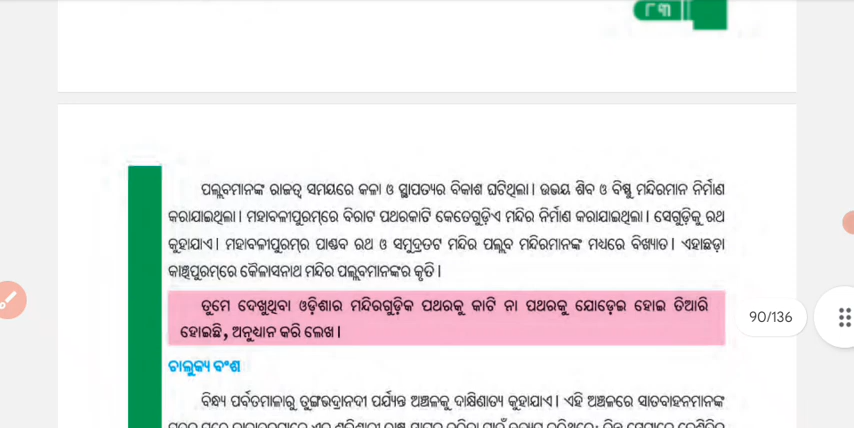 ୮୩
ପଲ୍ଲବମାନଙ୍କ ରାଜତ୍ୱ ସମୟରେ କଳା ଓ ସ୍ଥାପତ୍ୟର ବିକାଶ ଘଟିଥିଲା। ଉଭୟ ଶିବ ଓ ବିଷ୍ଣୁ ମନ୍ଦିରମାନ ନିର୍ମାଣ
କରାଯାଇଥିଲା। ମହାବଳୀପୁରମ୍‌ରେ ବିରାଟ ପଥରକାଟି କେତେଗୁଡ଼ିଏ ମନ୍ଦିର ନିର୍ମାଣ କରାଯାଇଥିଲା। ସେଗୁଡ଼ିକୁ ରଥ
କୁହାଯାଏ। ମହାବଳୀପୁରମ୍‌ର ପାଣ୍ଡବ ରଥ ଓ ସମୁଦ୍ରତଟ ମନ୍ଦିର ପଲ୍ଲବ ମନ୍ଦିରମାନଙ୍କ ମଧ୍ୟରେ ବିଖ୍ୟାତ। ଏହାଛଡ଼ା
କାଞ୍ଚିପୁରମ୍‌ରେ କୈଳାସନାଥ ମନ୍ଦିର ପଲ୍ଲବମାନଙ୍କର କୃତି।
ତୁମେ ଦେଖୁଥିବା ଓଡ଼ିଶାର ମନ୍ଦିରଗୁଡ଼ିକ ପଥରକୁ କାଟି ନା ପଥରକୁ ଯୋଡ଼େଇ ହୋଇ ତିଆରି
ହୋଇଛି, ଅନୁଧ୍ୟାନ କରି ଲେଖ।
90/136
ଚାଲୁକ୍ୟ ବଂଶ
ବିନ୍ଧ୍ୟ ପର୍ବତମାଳାରୁ ତୁଙ୍ଗଭଦ୍ରାନଦୀ ପର୍ଯ୍ୟନ୍ତ ଅଞ୍ଚଳକୁ ଦାକ୍ଷିଣାତ୍ୟ କୁହାଯାଏ। ଏହି ଅଞ୍ଚଳରେ ସାତବାହନମାନଙ୍କ